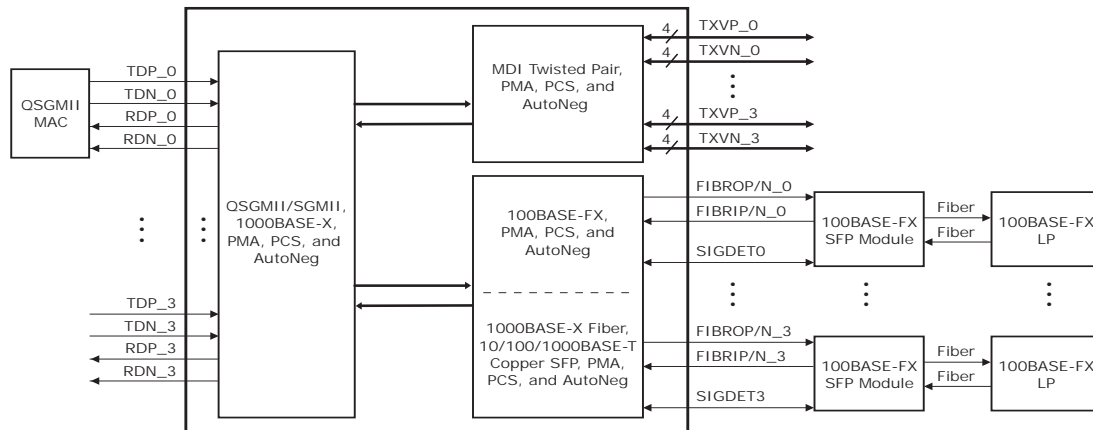 QSGMII
MAC
TDP_0
TDN_0
RDP_0
RDN_0
TDP_3
TDN_3
RDP_3
RDN_3
QSGMII/SGMII,
1000BASE-X,
PMA, PCS, and
AutoNeg
MDI Twisted Pair,
PMA, PCS, and
AutoNeg
4 TXVP_0
4 TXVN_0
4 TXVP_3
4 TXVN_3
100BASE-FX,
PMA, PCS, and
AutoNeg
1000BASE-X Fiber,
10/100/1000BASE-T
Copper SFP, PMA,
PCS, and AutoNeg
FIBROP/N_0
FIBRIP/N_0
SIGDET0
100BASE-FX
SFP Module
Fiber
Fiber
100BASE-FX
LP
FIBROP/N_3
FIBRIP/N_3
SIGDET3
100BASE-FX
SFP Module
Fiber
Fiber
100BASE-FX
LP